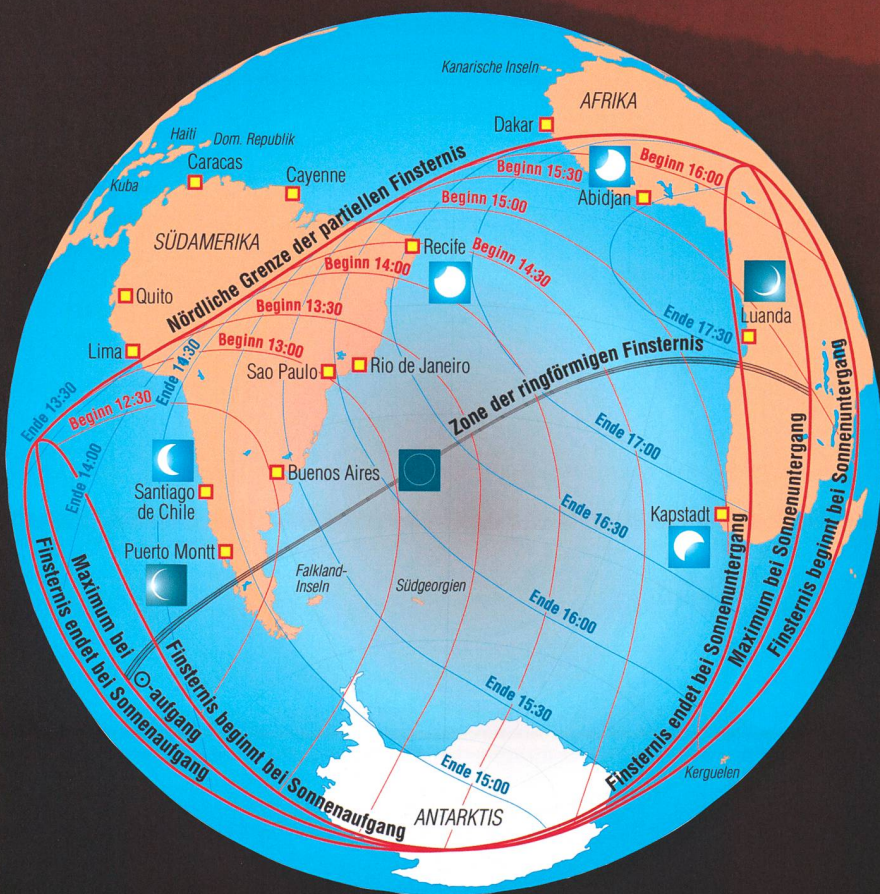 Kanarische Inseln
AFRIKA
Dakar
Haiti
Dom. Republik
Caracas
Kuba
Cayenne
Nördliche Grenze der partiellen Finsternis
Beginn 15:30
Beginn 16:00
Abidjan
Beginn 15:00
SÜDAMERIKA
Recife
Beginn 14:30
Beginn 14:00
Quito
Beginn 13:30
Luanda
Ende 17:30
Lima
Ende 14:30
Beginn 13:00
Sao Paulo
Rio de Janeiro
Zone der ringförmigen Finsternis
Ende 13:30
Beginn 12:30
Ende 14:00
Ende 17:00
Buenos Aires
Santiago
de Chile
Ende 16:30
Kapstadt
Puerto Montt
Falkland-
Inseln
Südgeorgien
Ende 16:00
Finsternis endet bei Sonnenaufgang
Maximum bei
☉-aufgang
Finsternis beginnt bei Sonnenaufgang
Ende 15:30
Ende 15:00
ANTARKTIS
Finsternis endet bei Sonnenuntergang
Maximum bei Sonnenuntergang
Finsternis beginnt bei Sonnenuntergang
Kerguelen